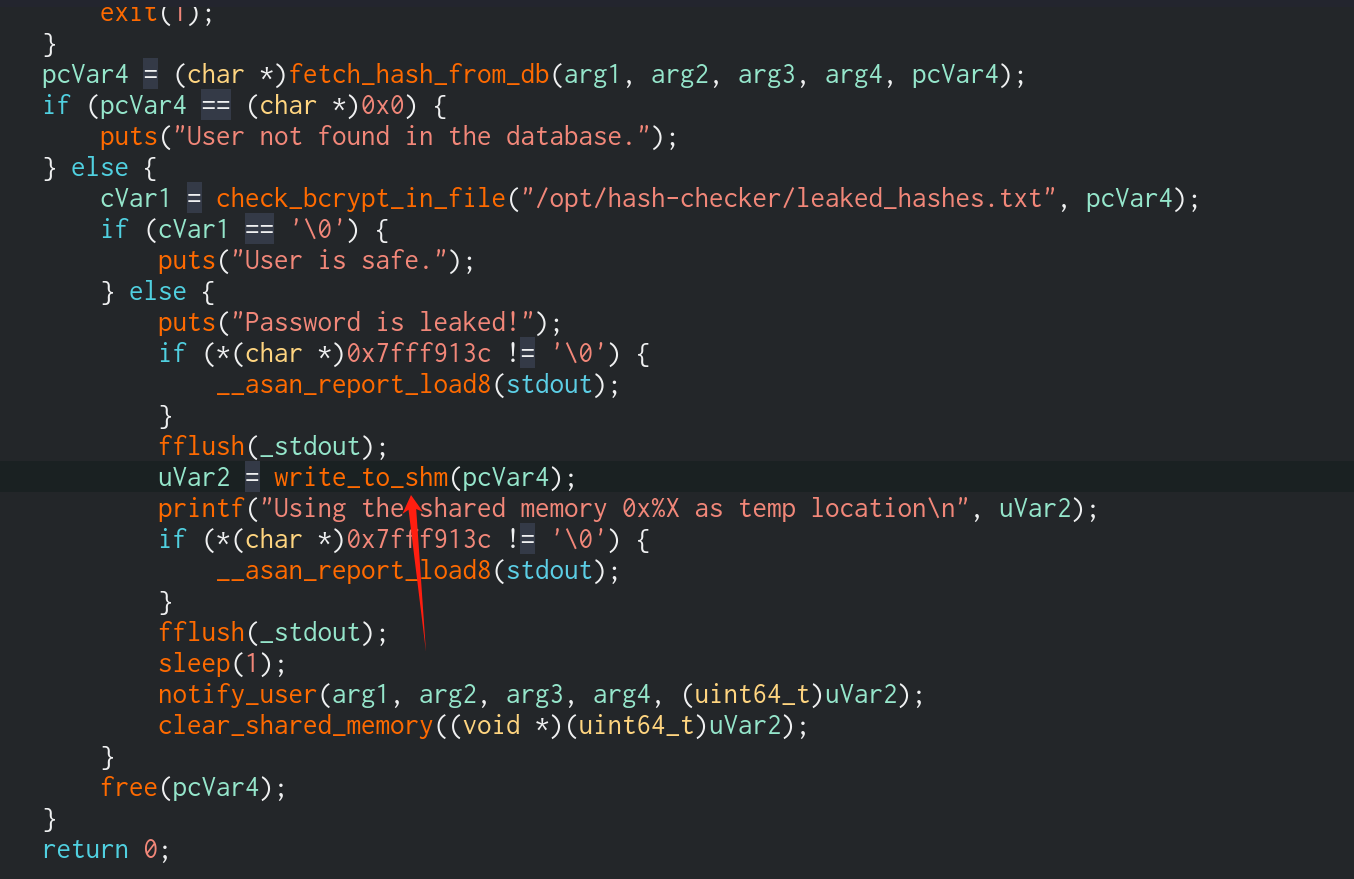 exit(1);
}
pcVar4 = (char *)fetch_hash_from_db(arg1, arg2, arg3, arg4, pcVar4);
if (pcVar4 == (char *)0x0) {
puts("User not found in the database.");
} else {
cVar1 = check_bcrypt_in_file("/opt/hash-checker/leaked_hashes.txt", pcVar4);
if (cVar1 == '\0') {
puts("User is safe.");
} else {
puts("Password is leaked!");
if (*(char *)0x7fff913c != '\0') {
__asan_report_load8(stdout);
}
fflush(_stdout);
uVar2 = write_to_shm(pcVar4);
printf("Using the shared memory 0x%X as temp location\n", uVar2);
if (*(char *)0x7fff913c != '\0') {
__asan_report_load8(stdout);
}
fflush(_stdout);
sleep(1);
notify_user(arg1, arg2, arg3, arg4, (uint64_t)uVar2);
clear_shared_memory((void *)(uint64_t)uVar2);
}
free(pcVar4);
}
return 0;